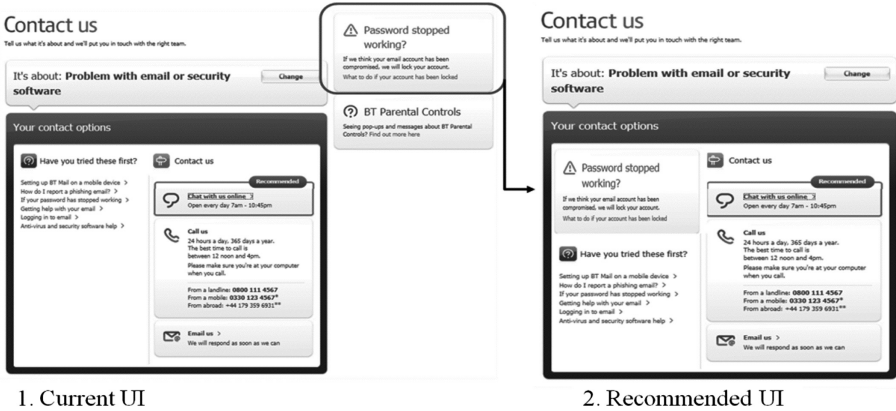 Contact us
Tell us what it's about and we'll put you in touch with the right team.
It's about: Problem with email or security
software
Change
Your contact options
Have you tried these first?
Setting up BT Mail on a mobile device >
How do I report a phishing email? >
If your password has stopped working >
Getting help with your email >
Logging in to email >
Anti-virus and security software help >
Contact us
Recommended
Chat with us online >
Open every day 7am - 10:45pm
Call us
24 hours a day, 365 days a year.
The best time to call is
between 12 noon and 4pm.
Please make sure you're at your computer
when you call.
From a landline: 0800 111 4567
From a mobile: 0330 123 4567*
From abroad: +44 179 359 6931**
Email us >
We will respond as soon as we can
Password stopped
working?
If we think your email account has been
compromised, we will lock your account.
What to do if your account has been locked
BT Parental Controls
Seeing pop-ups and messages about BT Parental
Controls? Find out more here
1. Current UI
Contact us
Tell us what it's about and we'll put you in touch with the right team.
It's about: Problem with email or security
software
Change
Your contact options
Password stopped
working?
If we think your email account has been
compromised, we will lock your account.
What to do if your account has been locked
Have you tried these first?
Setting up BT Mail on a mobile device >
How do I report a phishing email? >
If your password has stopped working >
Getting help with your email >
Logging in to email >
Anti-virus and security software help >
Contact us
Recommended
Chat with us online >
Open every day 7am - 10:45pm
Call us
24 hours a day, 365 days a year.
The best time to call is
between 12 noon and 4pm.
Please make sure you're at your computer
when you call.
From a landline: 0800 111 4567
From a mobile: 0330 123 4567*
From abroad: +44 179 359 6931**
Email us >
We will respond as soon as we can
2. Recommended UI